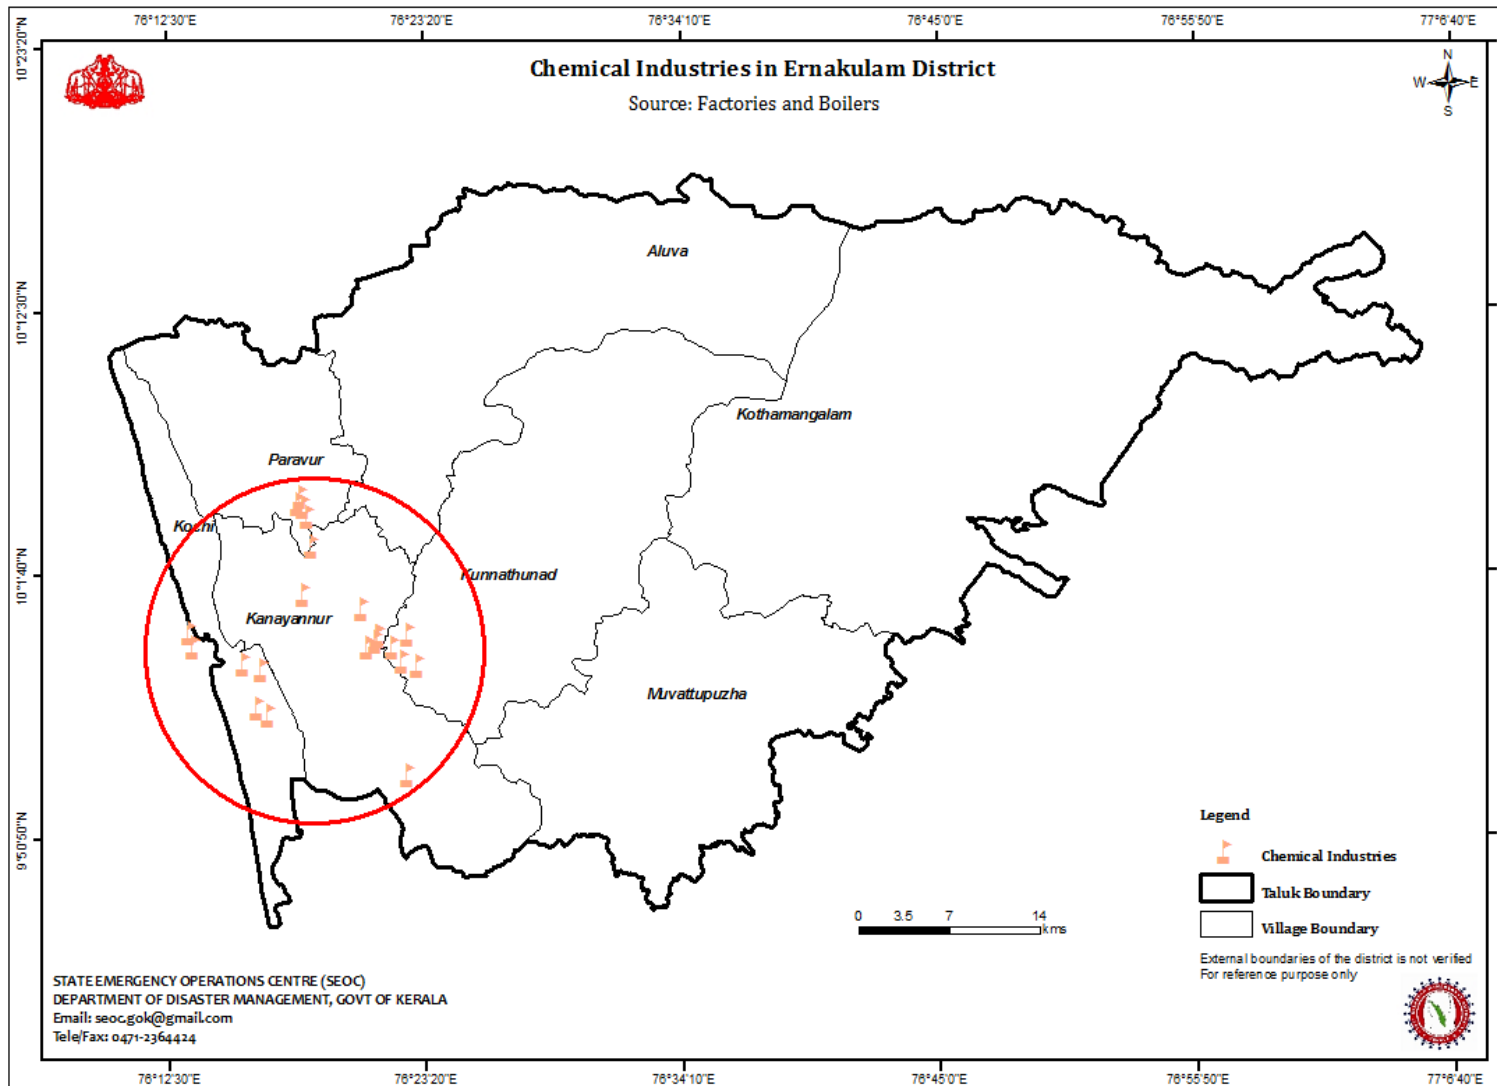 76°12'30"E 76°23'20"E 76°34'10"E 76°45'0"E 76°55'50"E 77°6'40"E
10°23'20"N
Chemical Industries in Ernakulam District
Source: Factories and Boilers
N
W E
S
10°12'30"N
Aluva
Kothamangalam
Paravur
Kochi
10°1'40"N
Kunnathunad
Kanayannur
Muvattupuzha
9°50'50"N
Legend
Chemical Industries
Taluk Boundary
Village Boundary
0 3.5 7 14
kms
External boundaries of the district is not verified
For reference purpose only
STATE EMERGENCY OPERATIONS CENTRE (SEOC)
DEPARTMENT OF DISASTER MANAGEMENT, GOVT OF KERALA
Email: seoc.gok@gmail.com
Tele/Fax: 0471-2364424
76°12'30"E 76°23'20"E 76°34'10"E 76°45'0"E 76°55'50"E 77°6'40"E